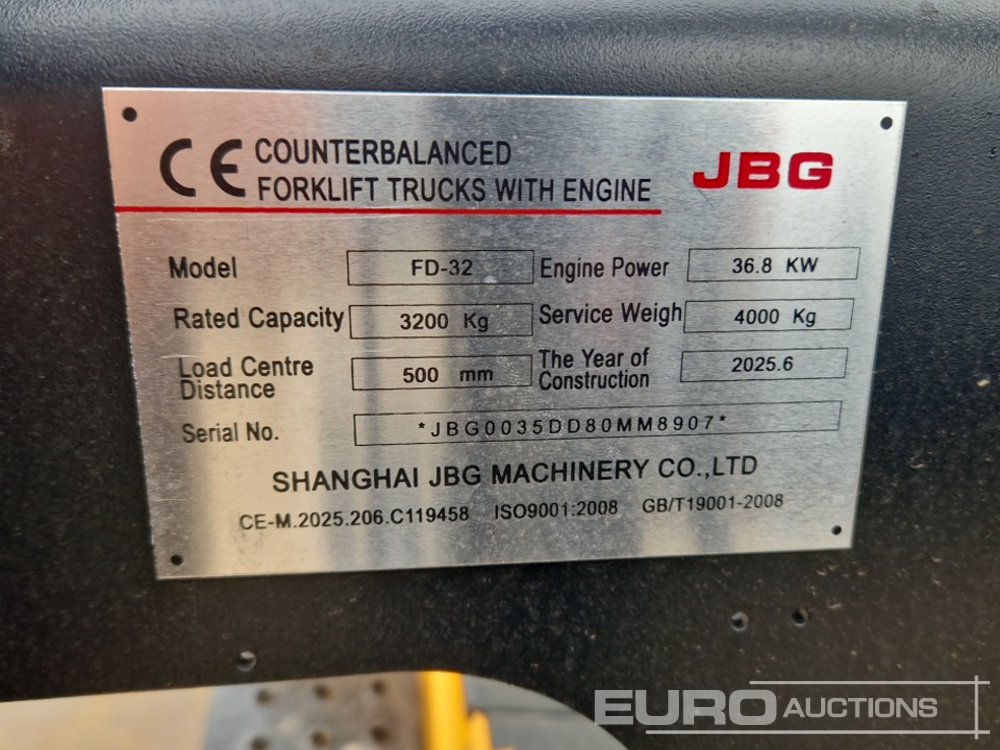 CE COUNTERBALANCED
FORKLIFT TRUCKS WITH ENGINE
JBG
Model FD-32 Engine Power 36.8 KW
Rated Capacity 3200 Kg Service Weigh 4000 Kg
Load Centre Distance 500 mm The Year of Construction 2025.6
Serial No. *JBG0035DD80MM8907*
SHANGHAI JBG MACHINERY CO.,LTD
CE-M.2025.206.C119458 ISO9001:2008 GB/T19001-2008
EURO AUCTIONS